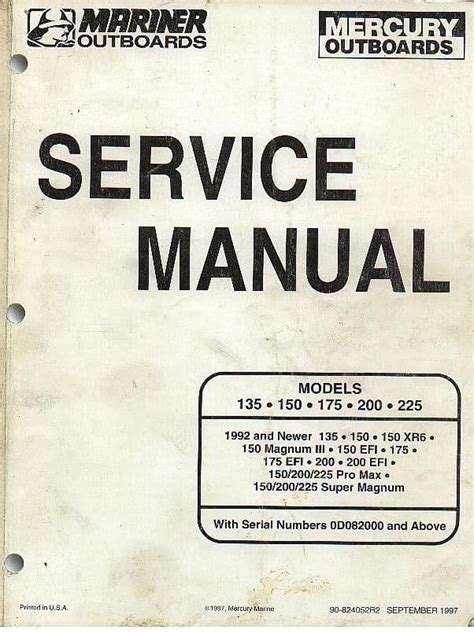 MARINER
OUTBOARDS
MERCURY
OUTBOARDS
SERVICE
MANUAL
MODELS
135 • 150 • 175 • 200 • 225
1992 and Newer 135 • 150 • 150 XR6 •
150 Magnum III • 150 EFI • 175 •
175 EFI • 200 • 200 EFI •
150/200/225 Pro Max •
150/200/225 Super Magnum
With Serial Numbers 0D082000 and Above
Printed in U.S.A.
©1997, Mercury Marine
90-824052R2 SEPTEMBER 1997